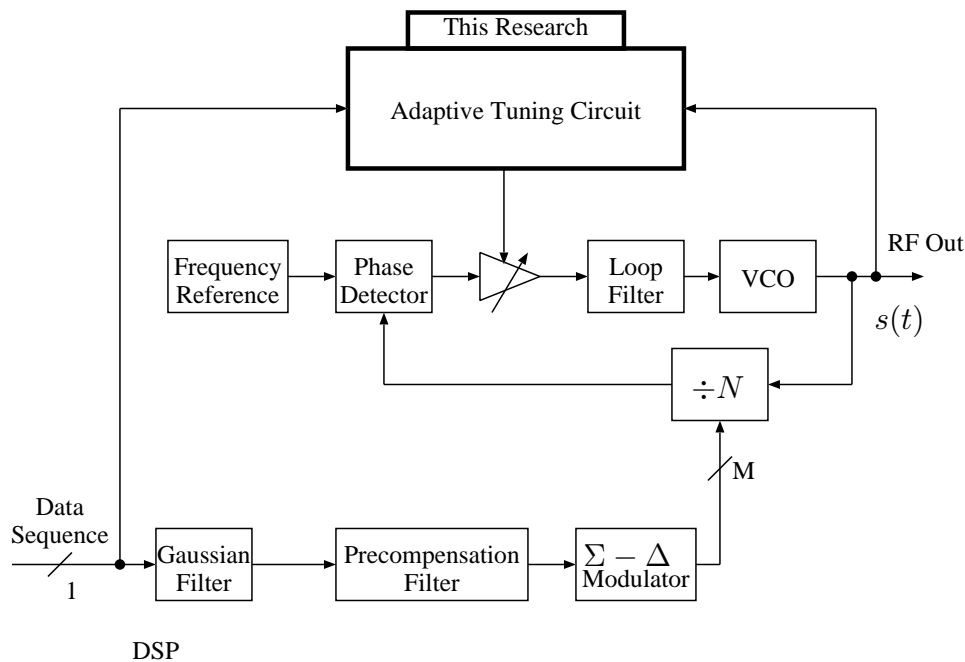 This Research
Adaptive Tuning Circuit
RF Out
Frequency
Reference
Phase
Detector
Loop
Filter
VCO
s(t)
÷N
M
Data
Sequence
1
Gaussian
Filter
Precompensation
Filter
Σ − Δ
Modulator
DSP